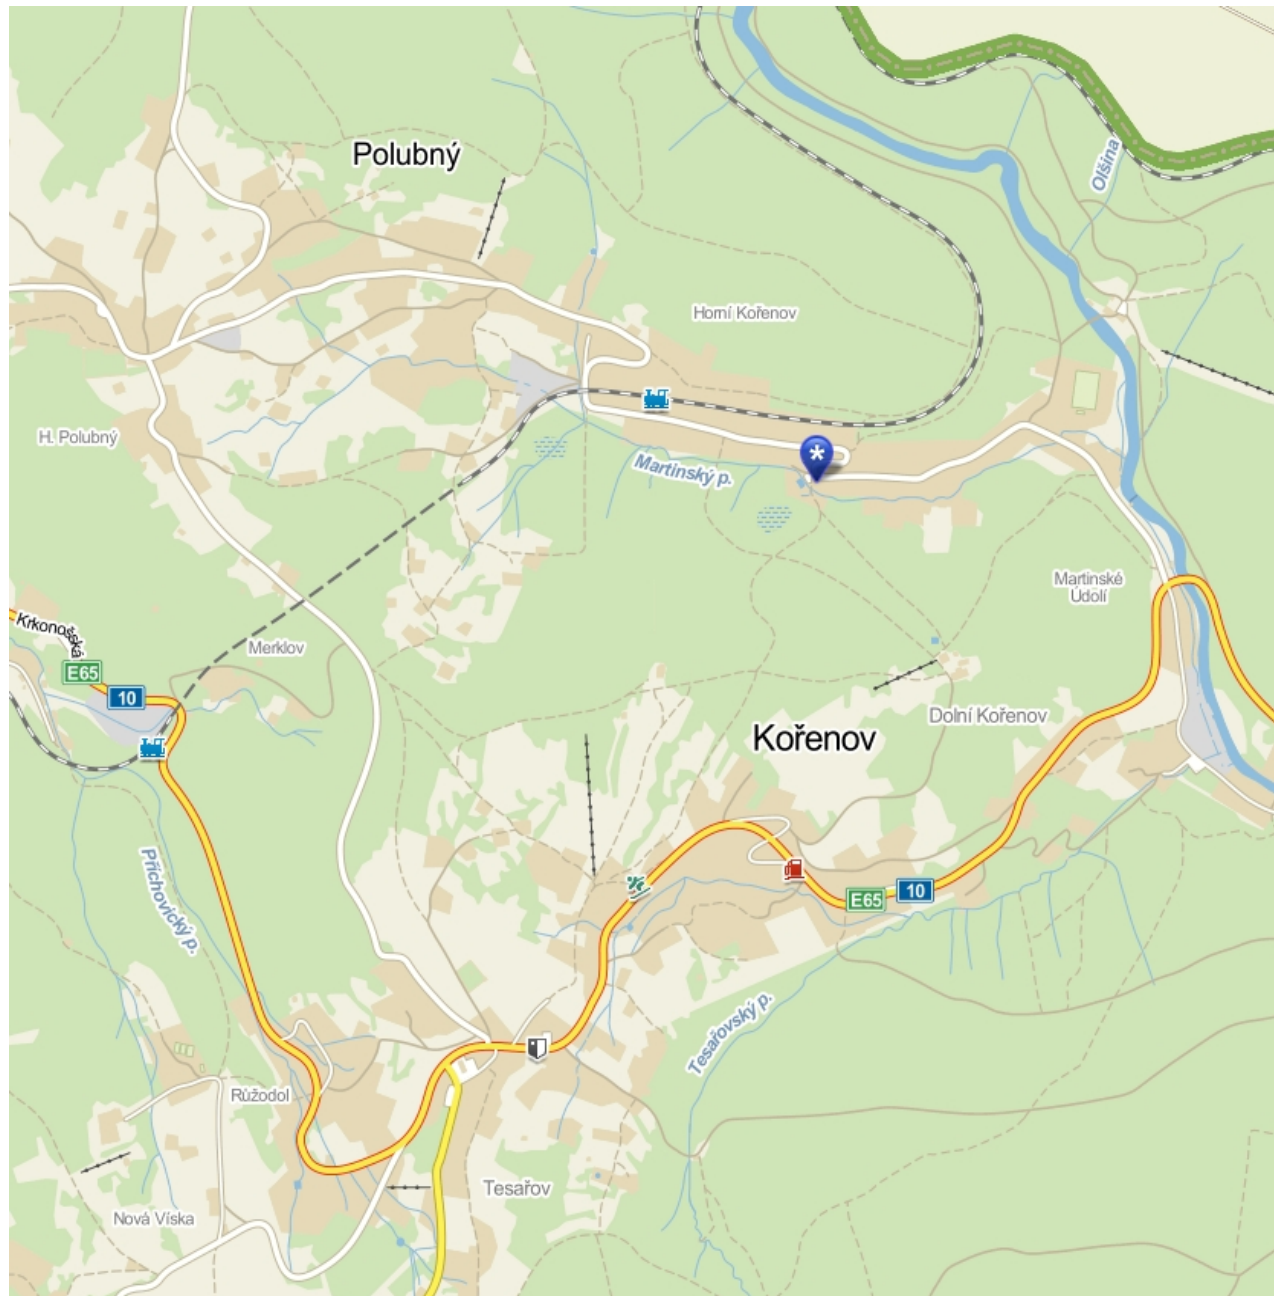 Polubný
Olšina
Horní Kořenov
H. Polubný
*
Martinský p.
Martinské
Údolí
Krkonošská
Merklov
E65
10
Dolní Kořenov
Kořenov
Příchovický p.
E65
10
Tesařovský p.
Růžodol
Tesařov
Nová Víska